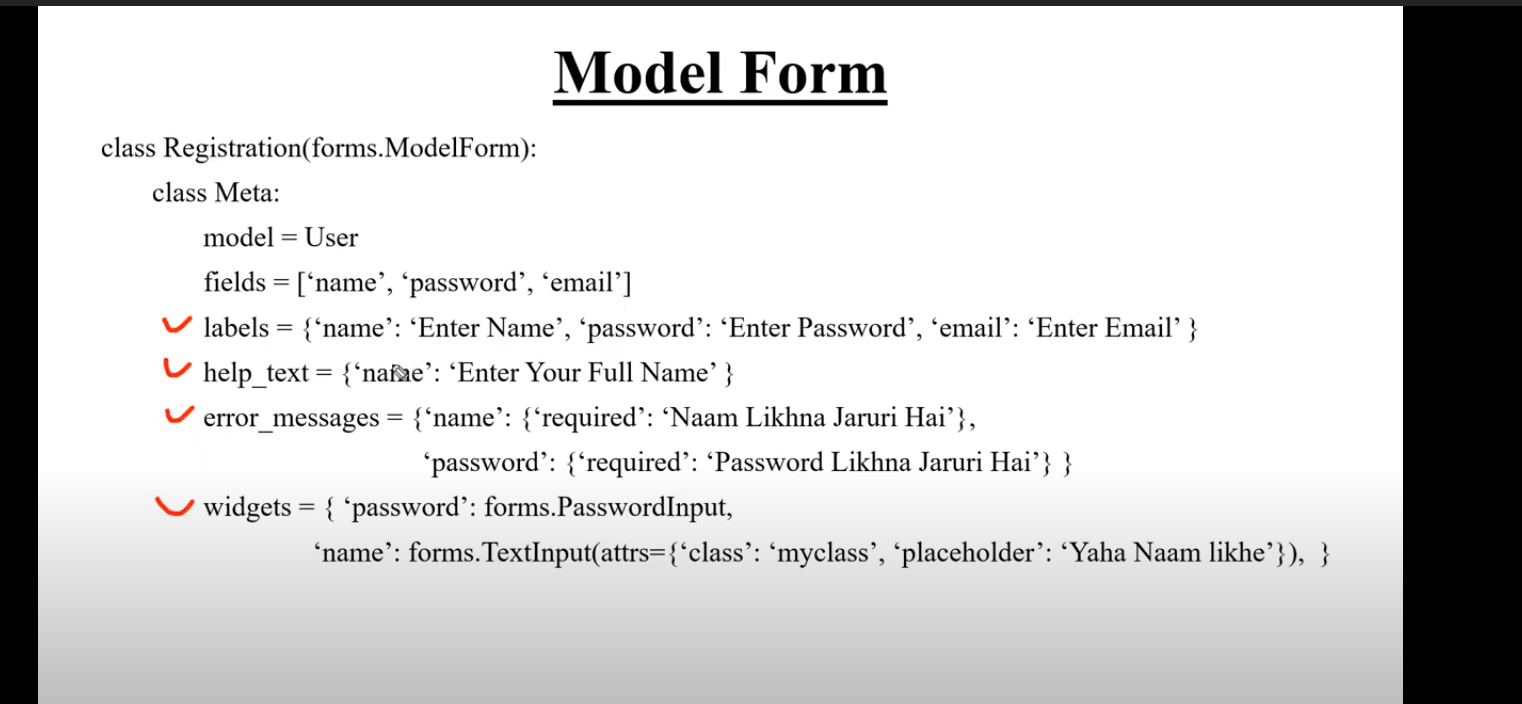 Model Form
class Registration(forms.ModelForm):
class Meta:
model = User
fields = [‘name’, ‘password’, ‘email’]
labels = {‘name’: ‘Enter Name’, ‘password’: ‘Enter Password’, ‘email’: ‘Enter Email’ }
help_text = {‘name’: ‘Enter Your Full Name’ }
error_messages = {‘name’: {‘required’: ‘Naam Likhna Jaruri Hai’},
‘password’: {‘required’: ‘Password Likhna Jaruri Hai’} }
widgets = { ‘password’: forms.PasswordInput,
‘name’: forms.TextInput(attrs={‘class’: ‘myclass’, ‘placeholder’: ‘Yaha Naam likhe’}), }